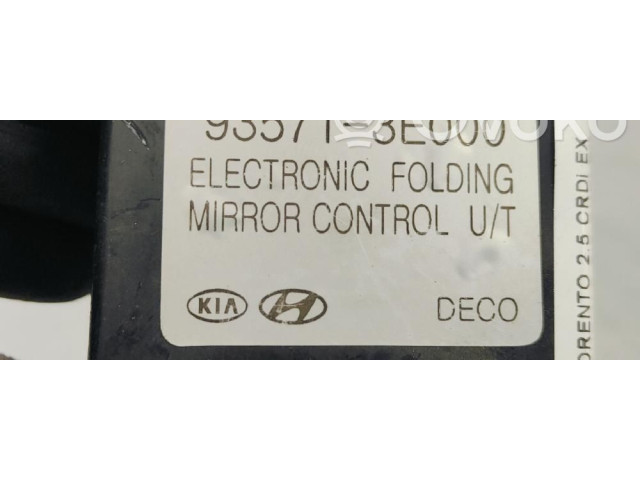 93571-3E000
ELECTRONIC FOLDING
MIRROR CONTROL U/T
KIA
DECO
ORENTO 2.5 CRDI EX